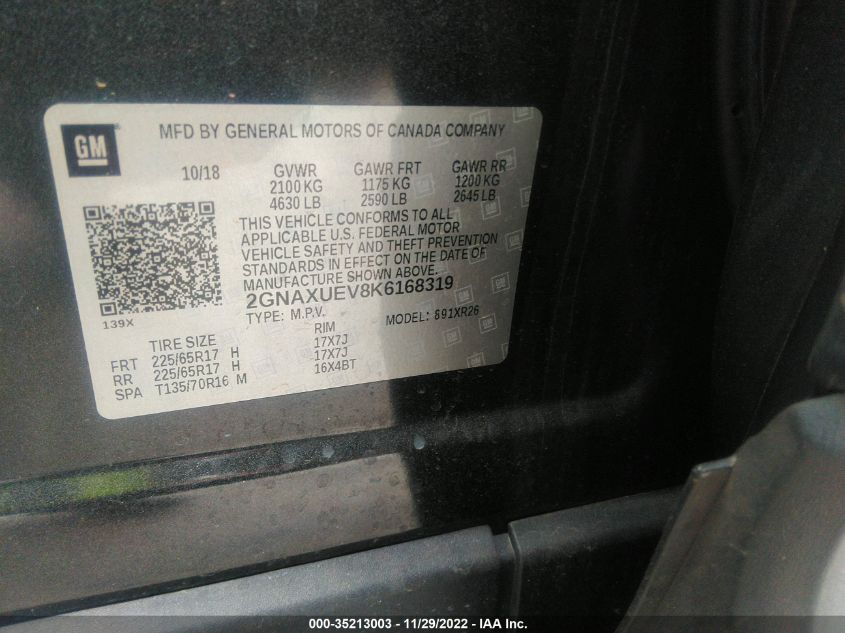 GM
MFD BY GENERAL MOTORS OF CANADA COMPANY
10/18 GVWR GAWR FRT GAWR RR
2100 KG 1175 KG 1200 KG
4630 LB 2590 LB 2645 LB
THIS VEHICLE CONFORMS TO ALL
APPLICABLE U.S. FEDERAL MOTOR
VEHICLE SAFETY AND THEFT PREVENTION
STANDARDS IN EFFECT ON THE DATE OF
MANUFACTURE SHOWN ABOVE.
2GNAXUEV8K6168319
139X
TYPE: M.P.V. MODEL: 891XR26
TIRE SIZE RIM
FRT 225/65R17 H 17X7J
RR 225/65R17 H 17X7J
SPA T135/70R16 M 16X4BT
000-35213003 — 11/29/2022 — IAA Inc.